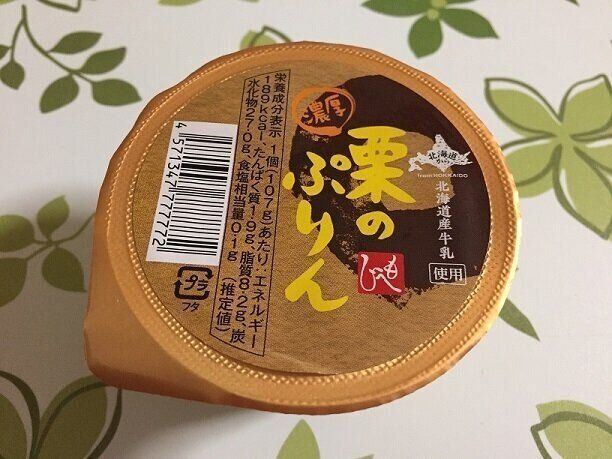 濃厚
栗の
ぷりん
北海道
from HOKKAIDO
北海道産牛乳
使用
栄養成分表示 1個(107g)あたり：エネルギー
189kcal、たんぱく質1.9g、脂質8.2g、炭
水化物27.0g、食塩相当量0.1g
(推定値)
4571347777772
プラ
フタ